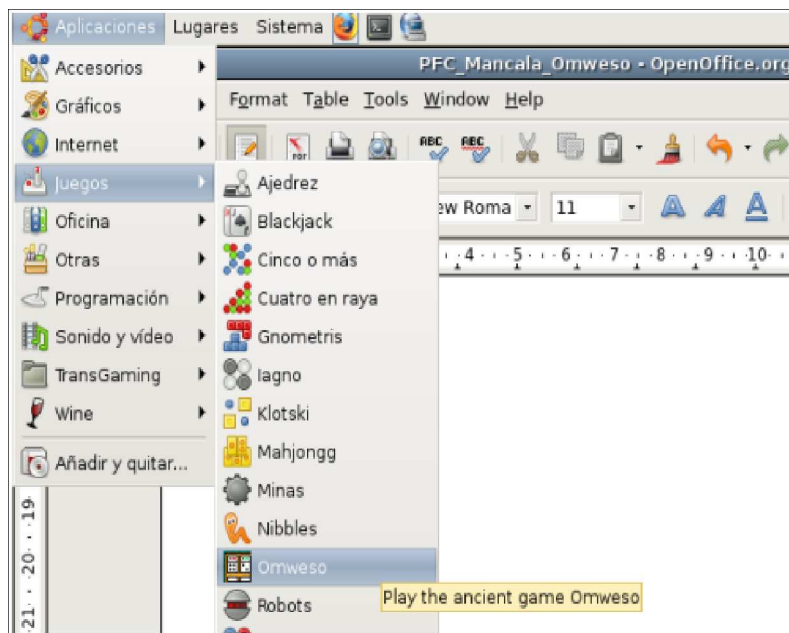 Aplicaciones Lugares Sistema
PFC_Mancala_Omweso - OpenOffice.org
Format Table Tools Window Help
Accesorios
Gráficos
Internet
Juegos
Oficina
Otras
Programación
Sonido y vídeo
TransGaming
Wine
Añadir y quitar...
PDF
ABC ABC
ew Roma 11
A A A
4 5 6 7 8 9 10
Ajedrez
Blackjack
Cinco o más
Cuatro en raya
Gnometris
Iagno
Klotski
Mahjongg
Minas
Nibbles
Omweso
Robots
Play the ancient game Omweso
19
20
21